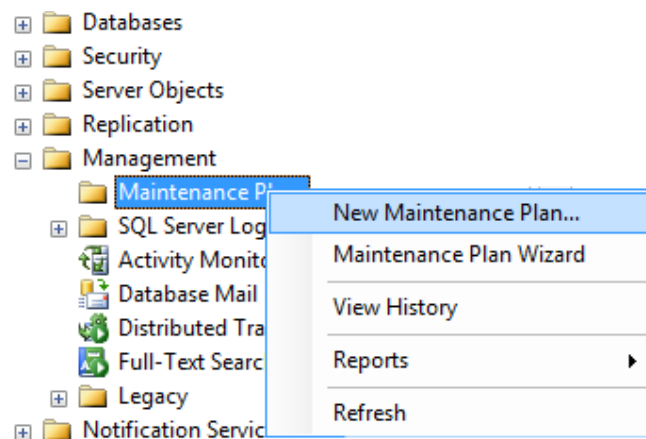 Databases
Security
Server Objects
Replication
Management
Maintenance
New Maintenance Plan...
SQL Server Log
Maintenance Plan Wizard
Activity Monito
Database Mail
View History
Distributed Tra
Full-Text Searc
Reports
Legacy
Refresh
Notification Servic